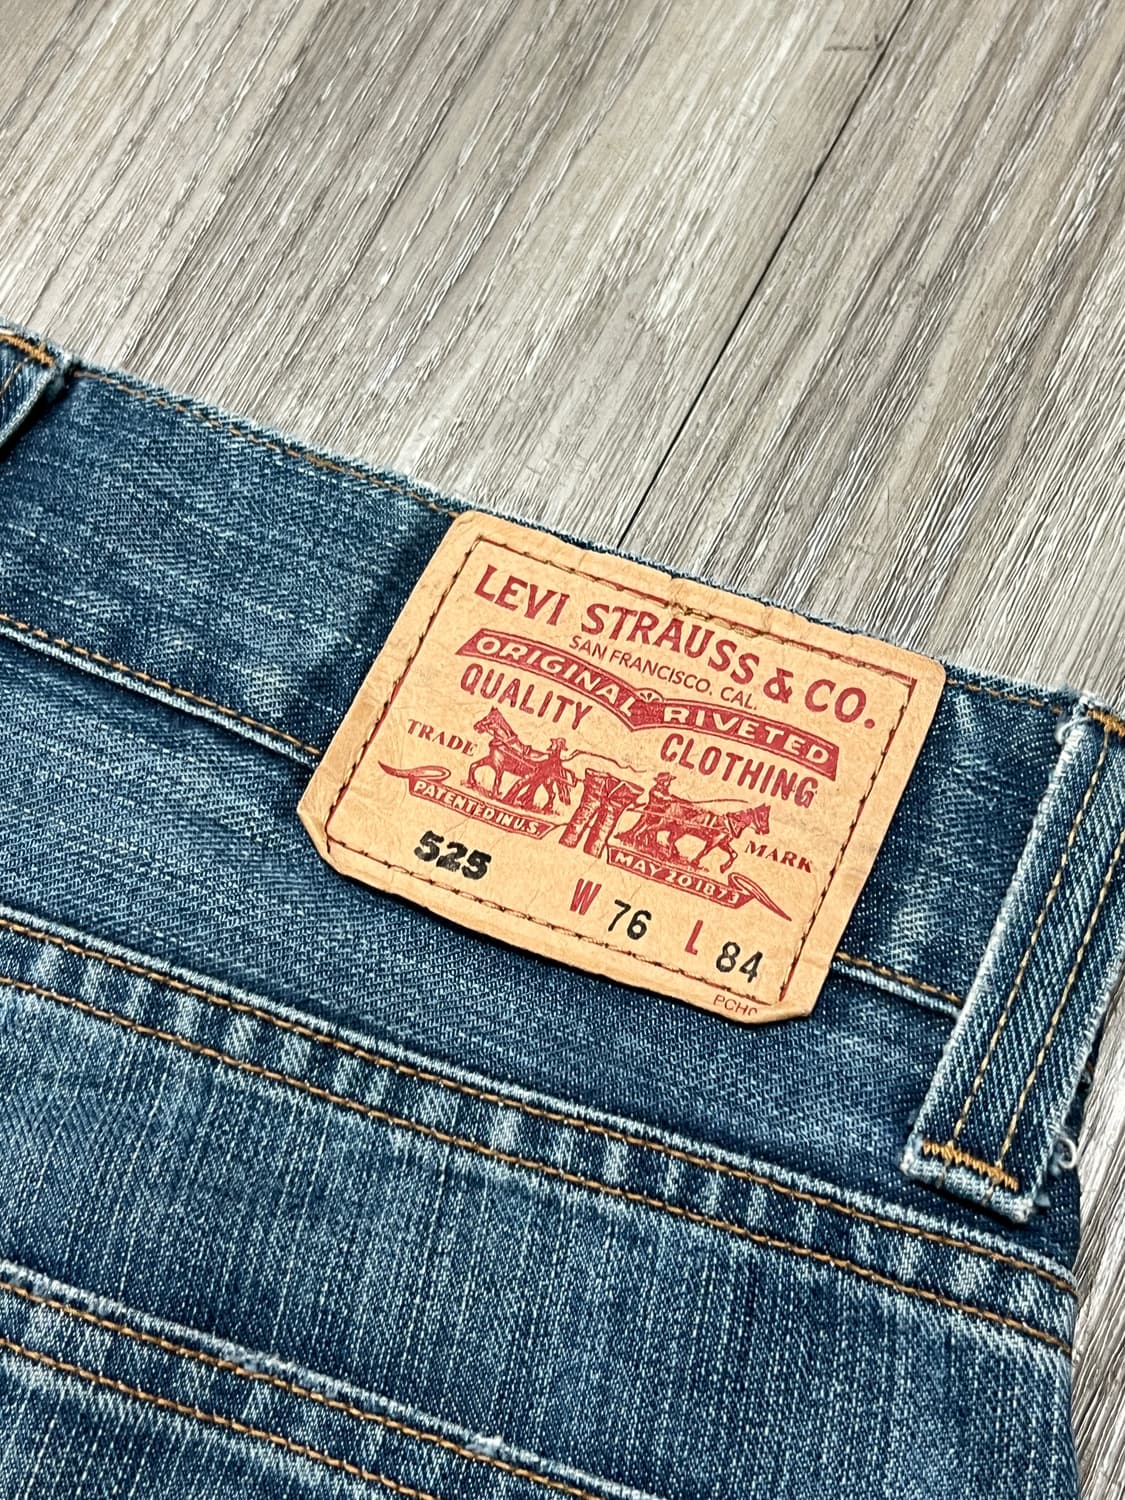 LEVI STRAUSS & CO.
SAN FRANCISCO. CAL.
ORIGINAL RIVETED
QUALITY CLOTHING
TRADE MARK
PATENTED IN U.S.
MAY 20 1873
525
W 76 L 84